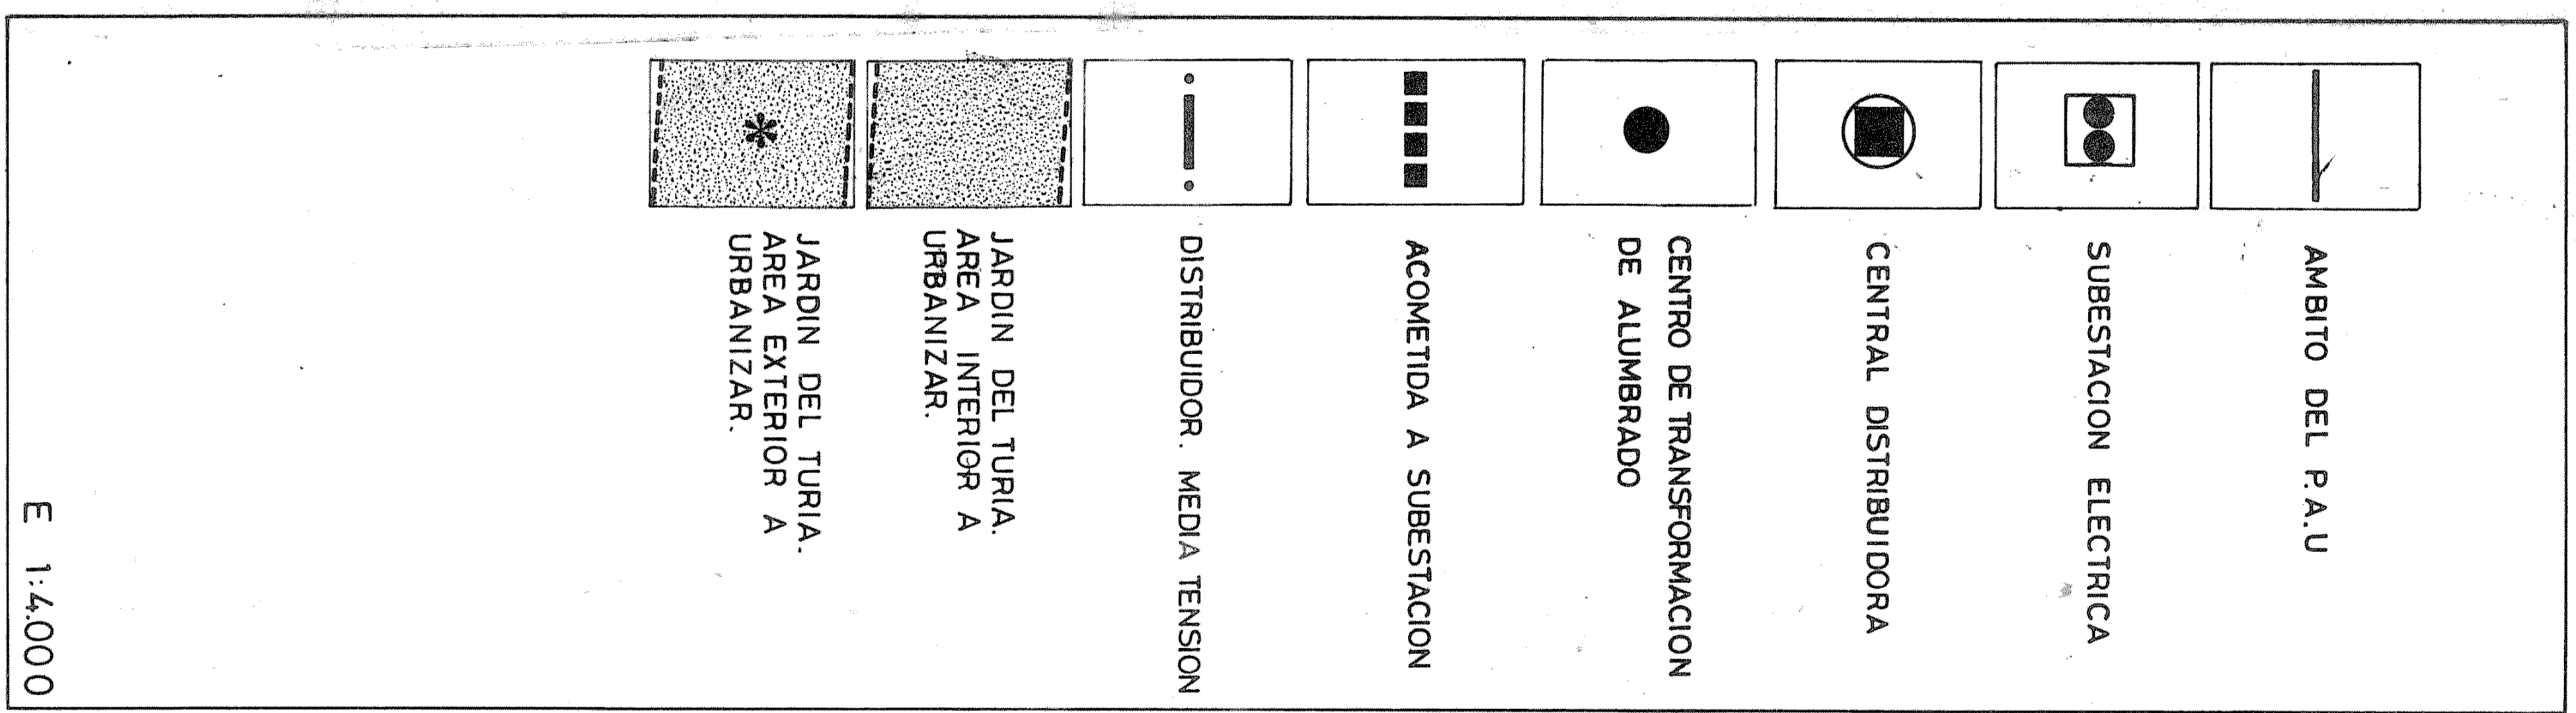 AMBITO DEL P.A.U
SUBESTACION ELECTRICA
CENTRAL DISTRIBUIDORA
CENTRO DE TRANSFORMACION
DE ALUMBRADO
ACOMETIDA A SUBESTACION
DISTRIBUIDOR. MEDIA TENSION
JARDIN DEL TURIA.
AREA INTERIOR A
URBANIZAR.
JARDIN DEL TURIA.
AREA EXTERIOR A
URBANIZAR.
E 1:4.000